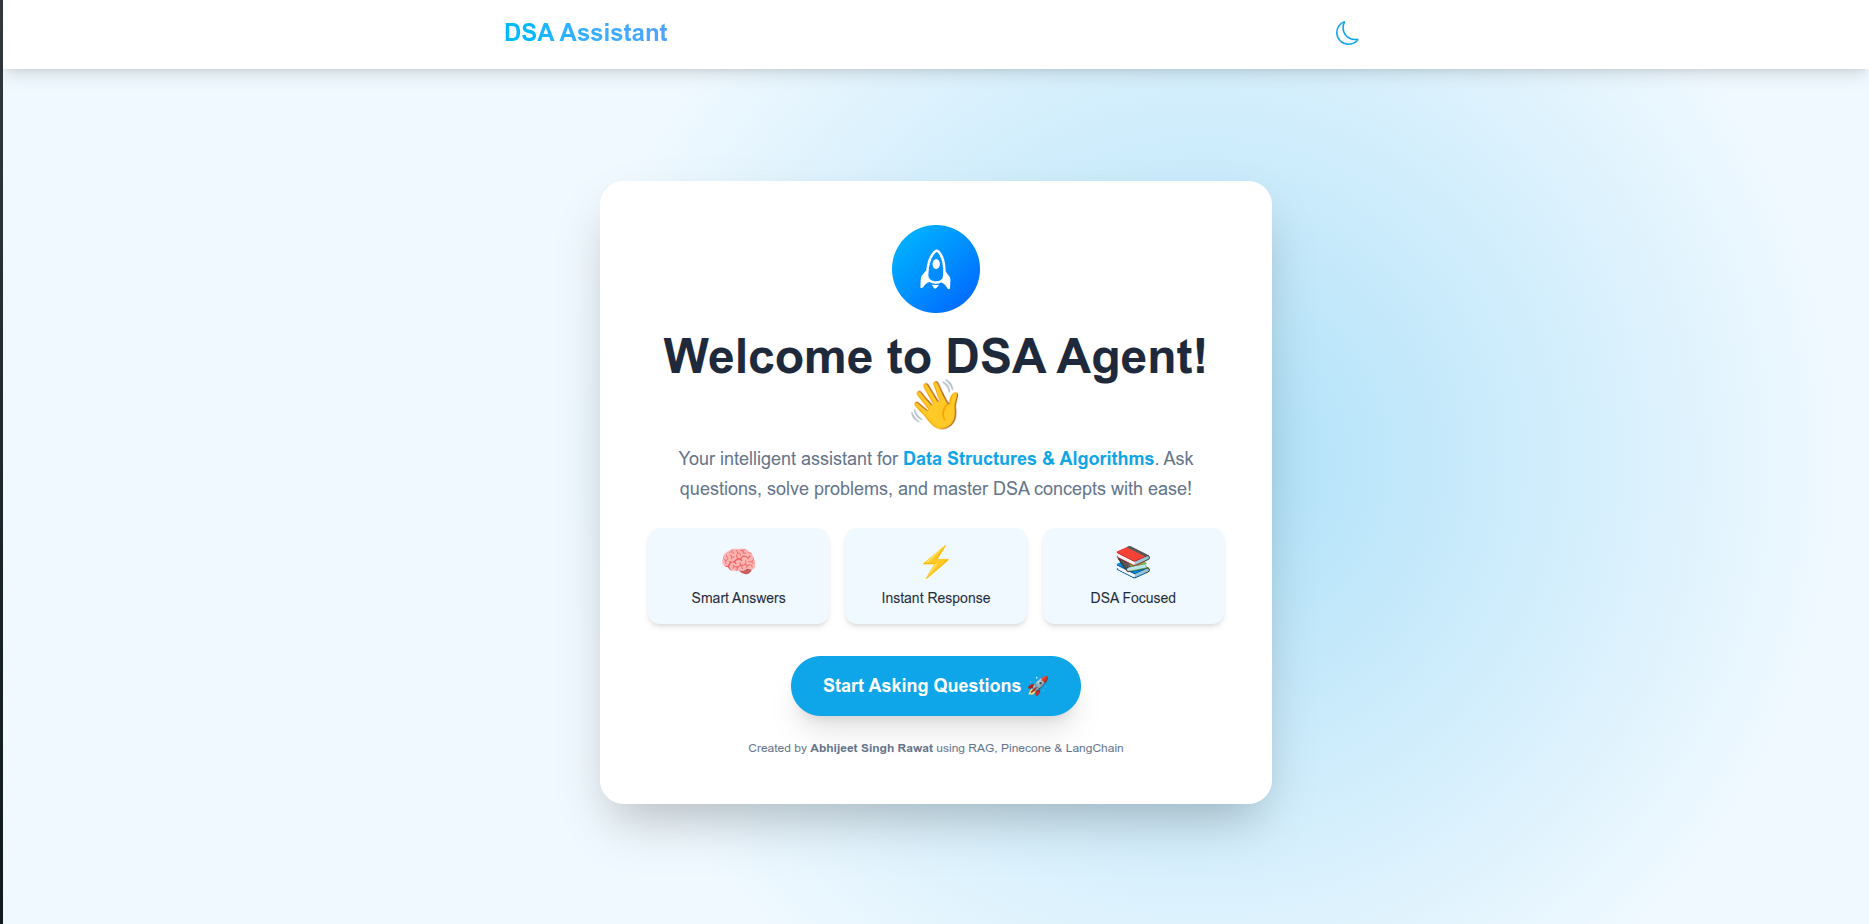 DSA Assistant
Welcome to DSA Agent!
👋
Your intelligent assistant for Data Structures & Algorithms. Ask
questions, solve problems, and master DSA concepts with ease!
Smart Answers
Instant Response
DSA Focused
Start Asking Questions 🚀
Created by Abhijeet Singh Rawat using RAG, Pinecone & LangChain